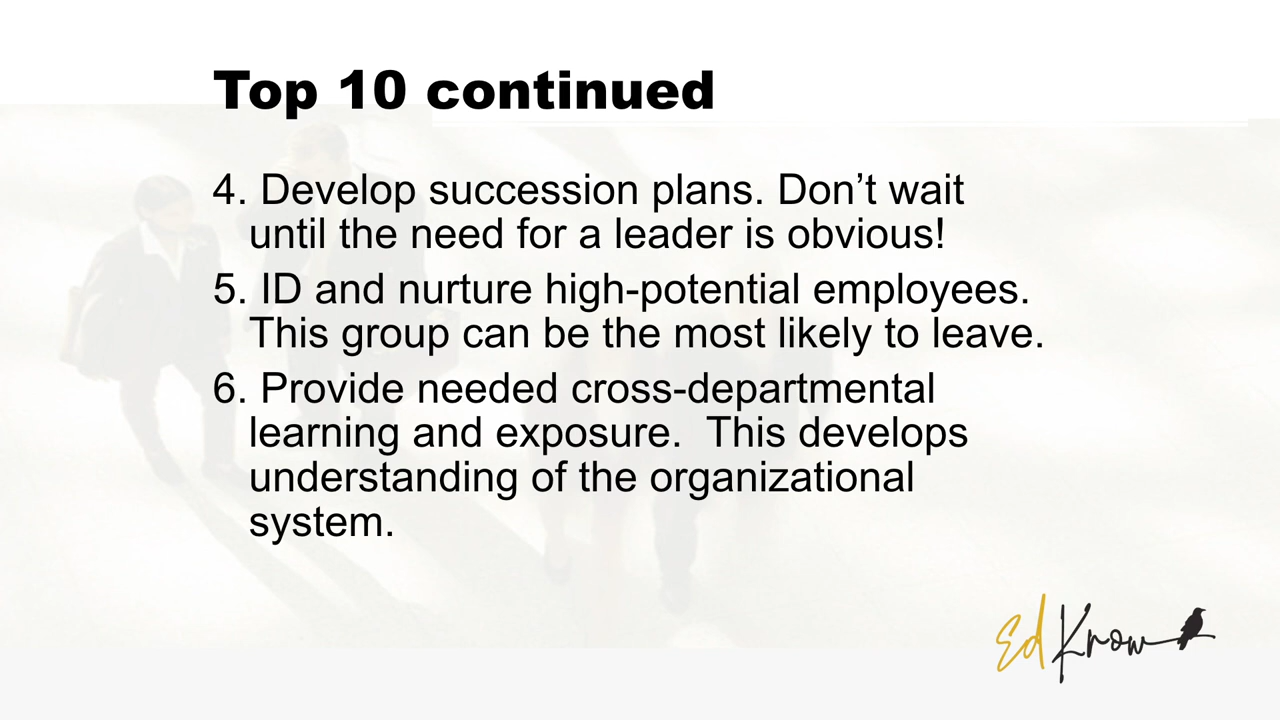 Top 10 continued
4. Develop succession plans. Don’t wait
until the need for a leader is obvious!
5. ID and nurture high-potential employees.
This group can be the most likely to leave.
6. Provide needed cross-departmental
learning and exposure.  This develops
understanding of the organizational
system.
Ed Know